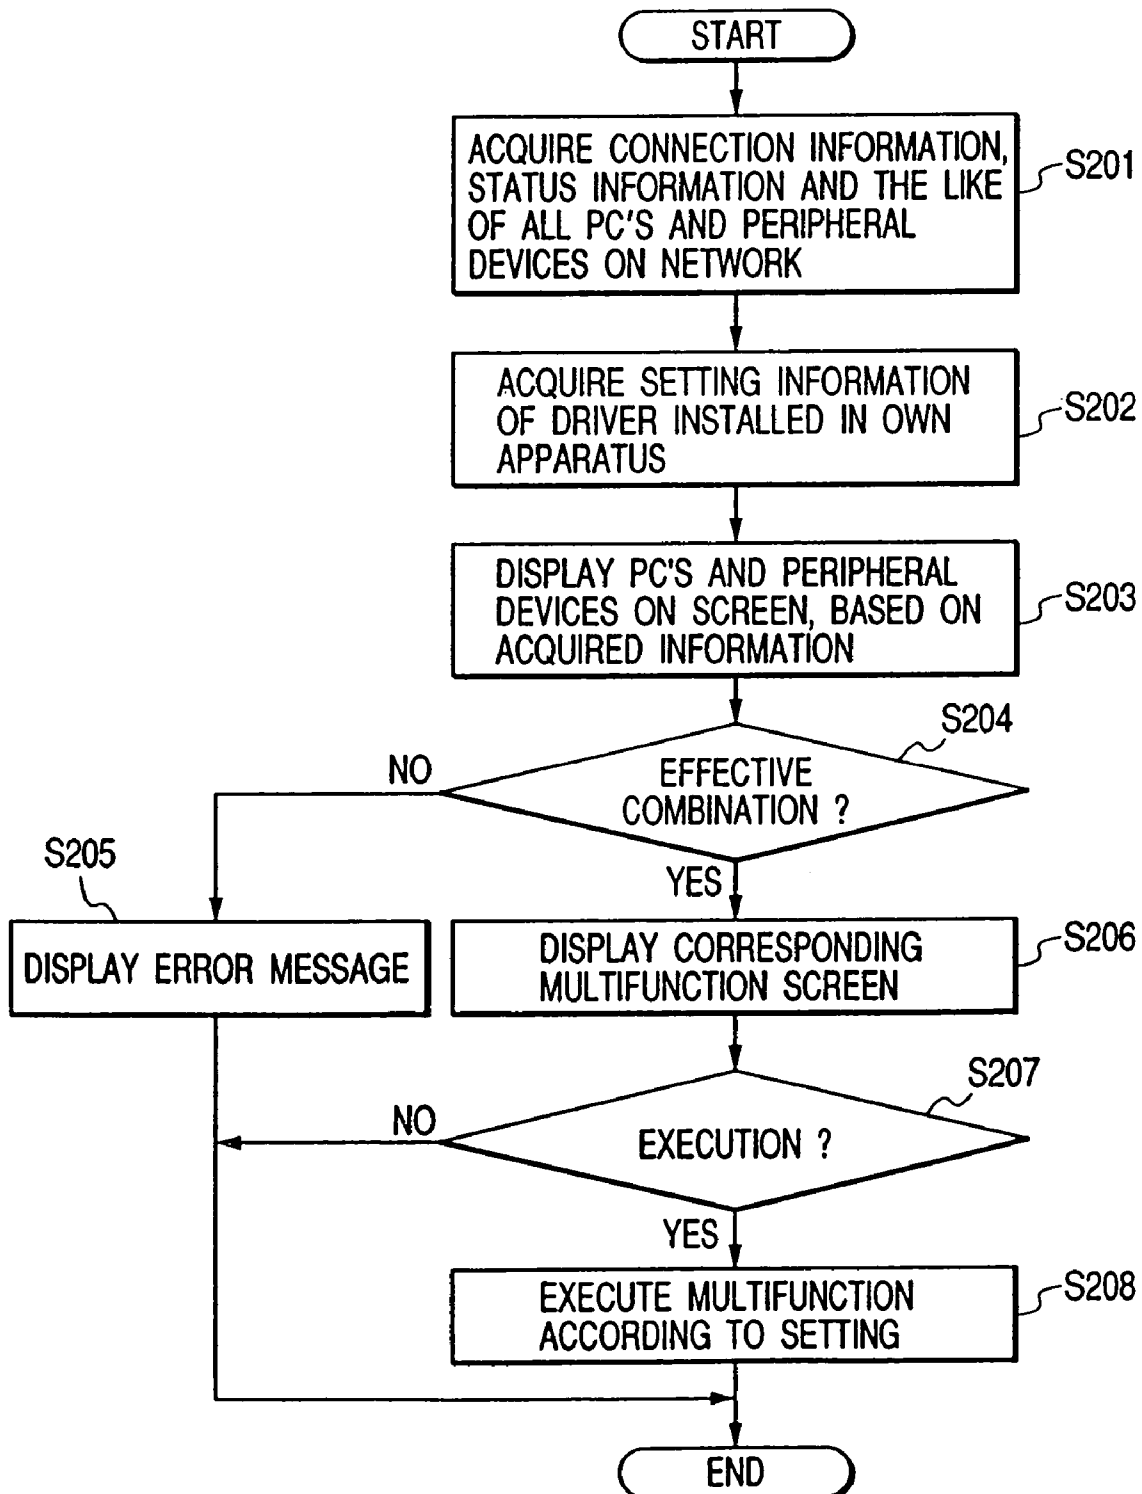 START
ACQUIRE CONNECTION INFORMATION,
STATUS INFORMATION AND THE LIKE
OF ALL PC'S AND PERIPHERAL
DEVICES ON NETWORK
S201
ACQUIRE SETTING INFORMATION
OF DRIVER INSTALLED IN OWN
APPARATUS
S202
DISPLAY PC'S AND PERIPHERAL
DEVICES ON SCREEN, BASED ON
ACQUIRED INFORMATION
S203
S204
EFFECTIVE
COMBINATION ?
NO
YES
S205
DISPLAY ERROR MESSAGE
DISPLAY CORRESPONDING
MULTIFUNCTION SCREEN
S206
S207
EXECUTION ?
NO
YES
EXECUTE MULTIFUNCTION
ACCORDING TO SETTING
S208
END